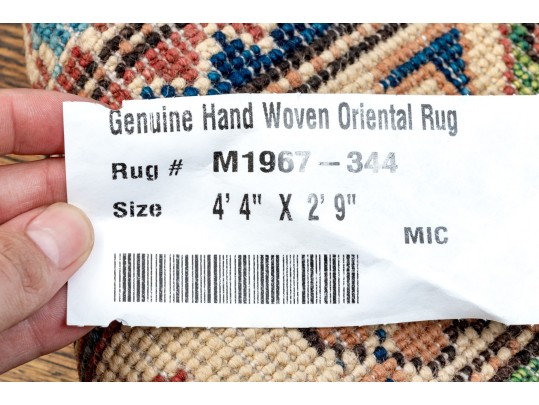 Genuine Hand Woven Oriental Rug
Rug # M1967-344
Size 4' 4" X 2' 9"
MIC